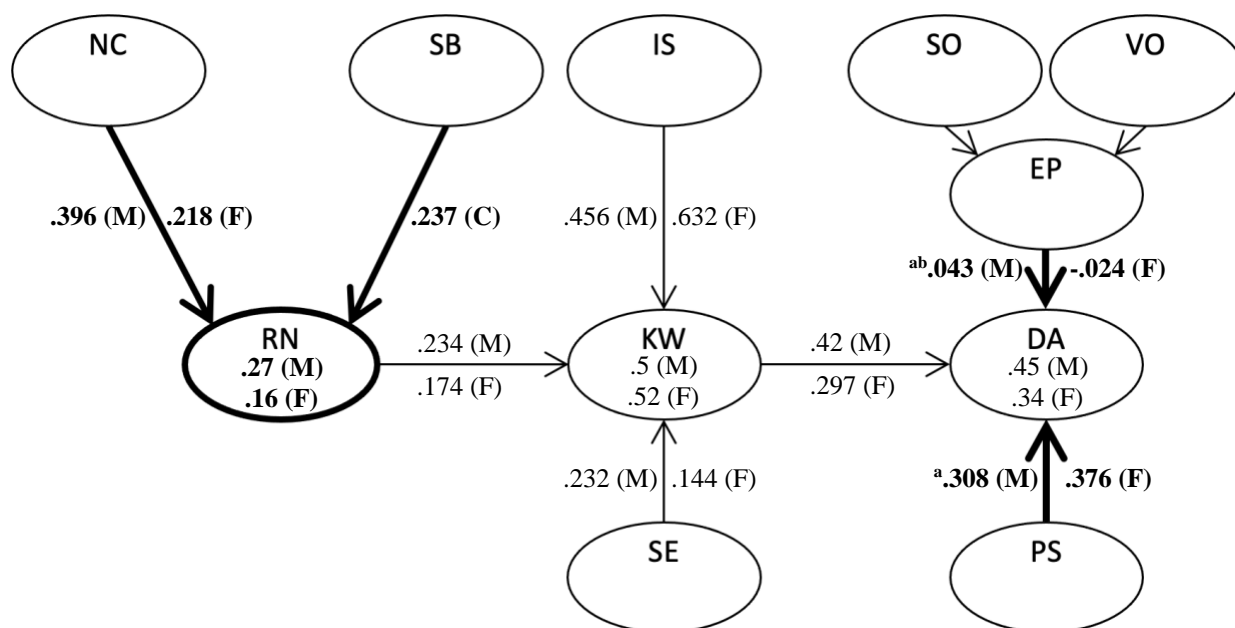 NC
SB
IS
SO
VO
EP
.396 (M) .218 (F)
.237 (C)
.456 (M) .632 (F)
ab.043 (M) -.024 (F)
RN
.27 (M)
.16 (F)
.234 (M)
.174 (F)
KW
.5 (M)
.52 (F)
.42 (M)
.297 (F)
DA
.45 (M)
.34 (F)
.232 (M) .144 (F)
a.308 (M) .376 (F)
SE
PS